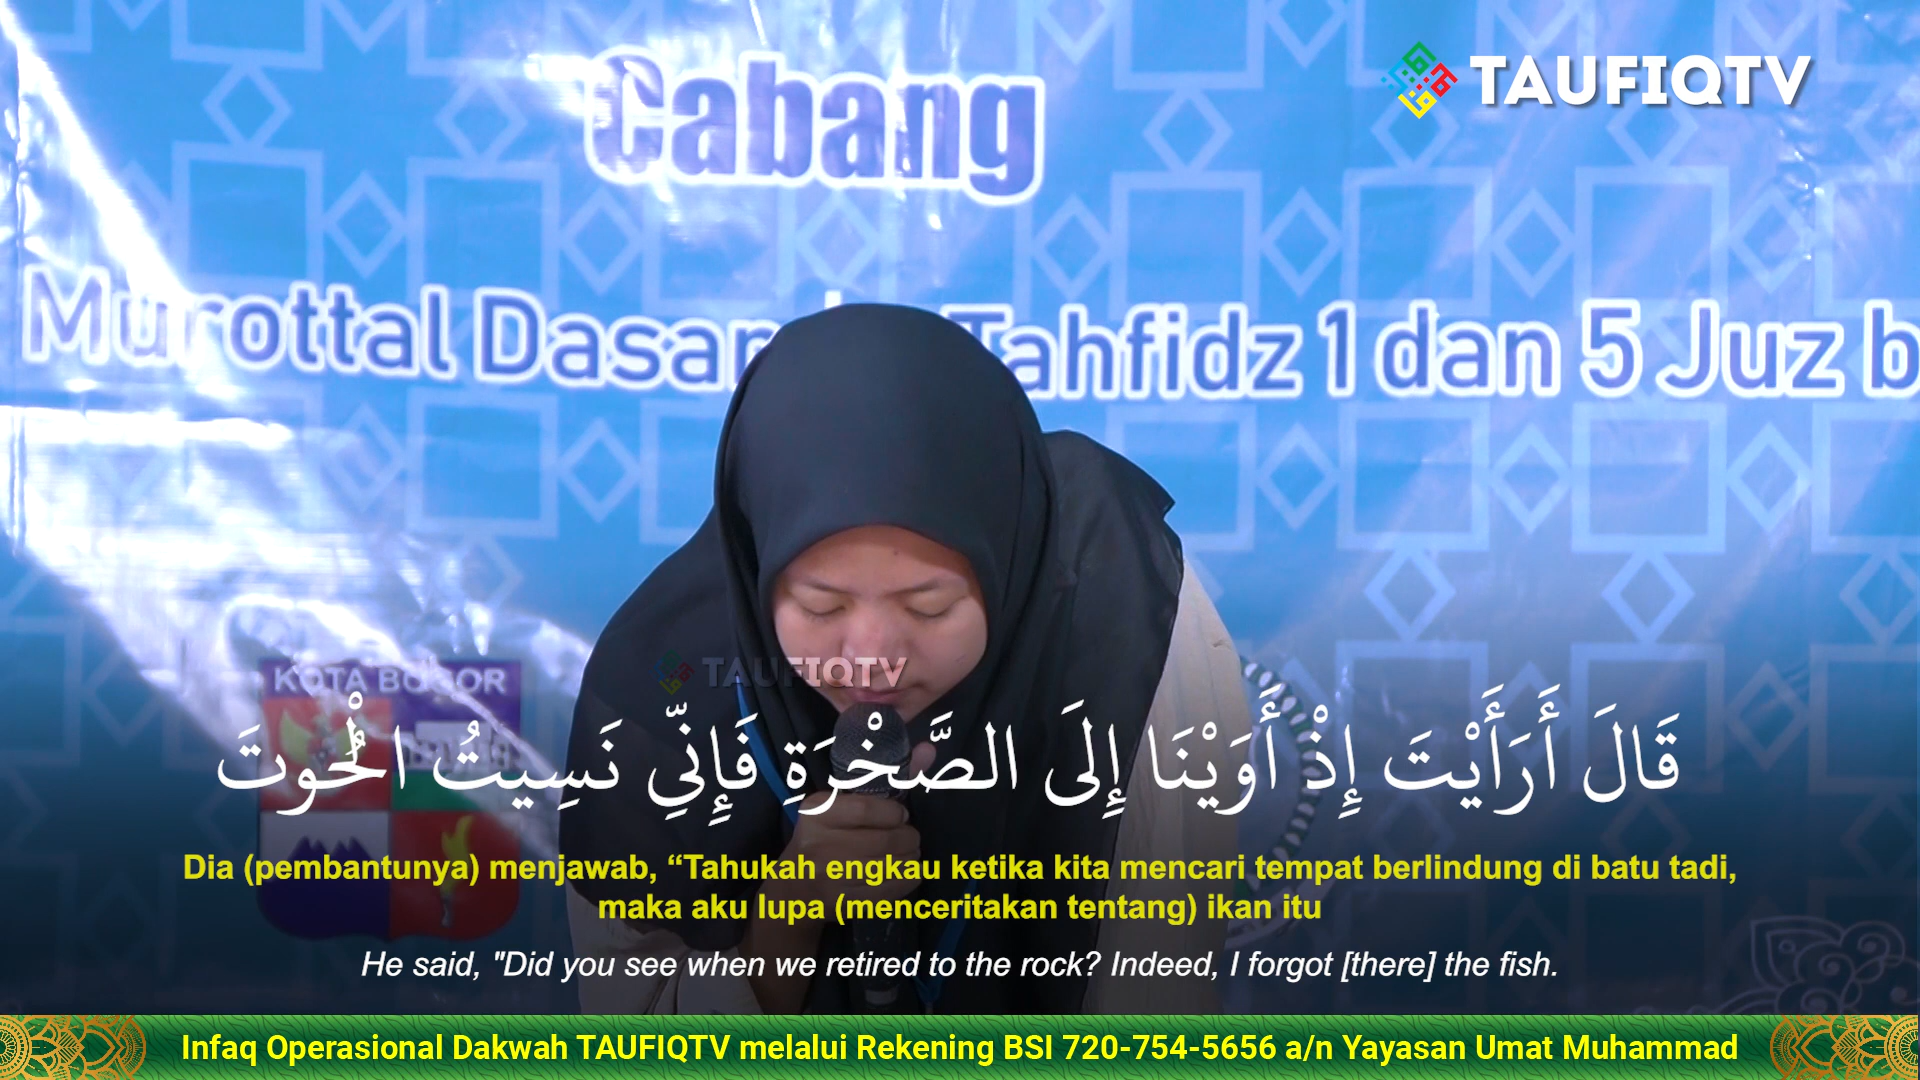 Cabang
TAUFIQTV
Murottal Dasar Tahfidz 1 dan 5 Juz
KOTA BOGOR
TAUFIQTV
قَالَ أَرَأَيْتَ إِذْ أَوَيْنَا إِلَى الصَّخْرَةِ فَإِنِّي نَسِيتُ الْحُوتَ
Dia (pembantunya) menjawab, “Tahukah engkau ketika kita mencari tempat berlindung di batu tadi,
maka aku lupa (menceritakan tentang) ikan itu
He said, "Did you see when we retired to the rock? Indeed, I forgot [there] the fish.
Infaq Operasional Dakwah TAUFIQTV melalui Rekening BSI 720-754-5656 a/n Yayasan Umat Muhammad